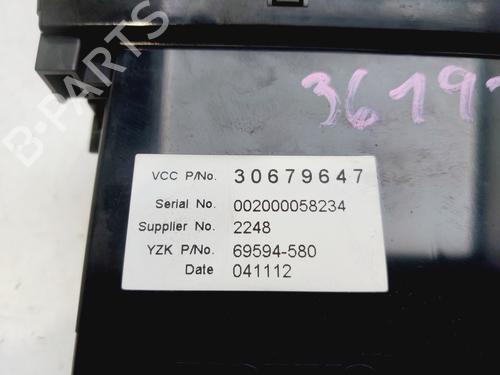 B-PARTS
VCC P/No. 30679647
Serial No. 002000058234
Supplier No. 2248
YZK P/No. 69594-580
Date 041112